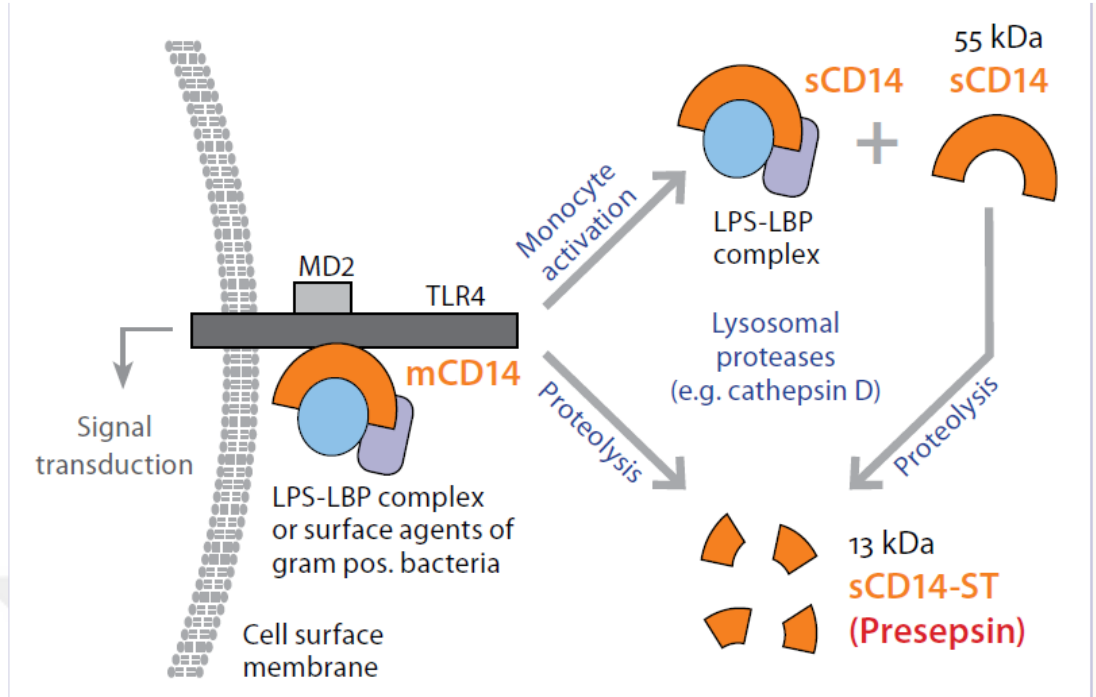 55 kDa
sCD14
sCD14
+
Monocyte
activation
LPS-LBP
complex
MD2
TLR4
Lysosomal
proteases
(e.g. cathepsin D)
mCD14
Proteolysis
Proteolysis
Signal
transduction
LPS-LBP complex
or surface agents of
gram pos. bacteria
13 kDa
sCD14-ST
(Presepsin)
Cell surface
membrane